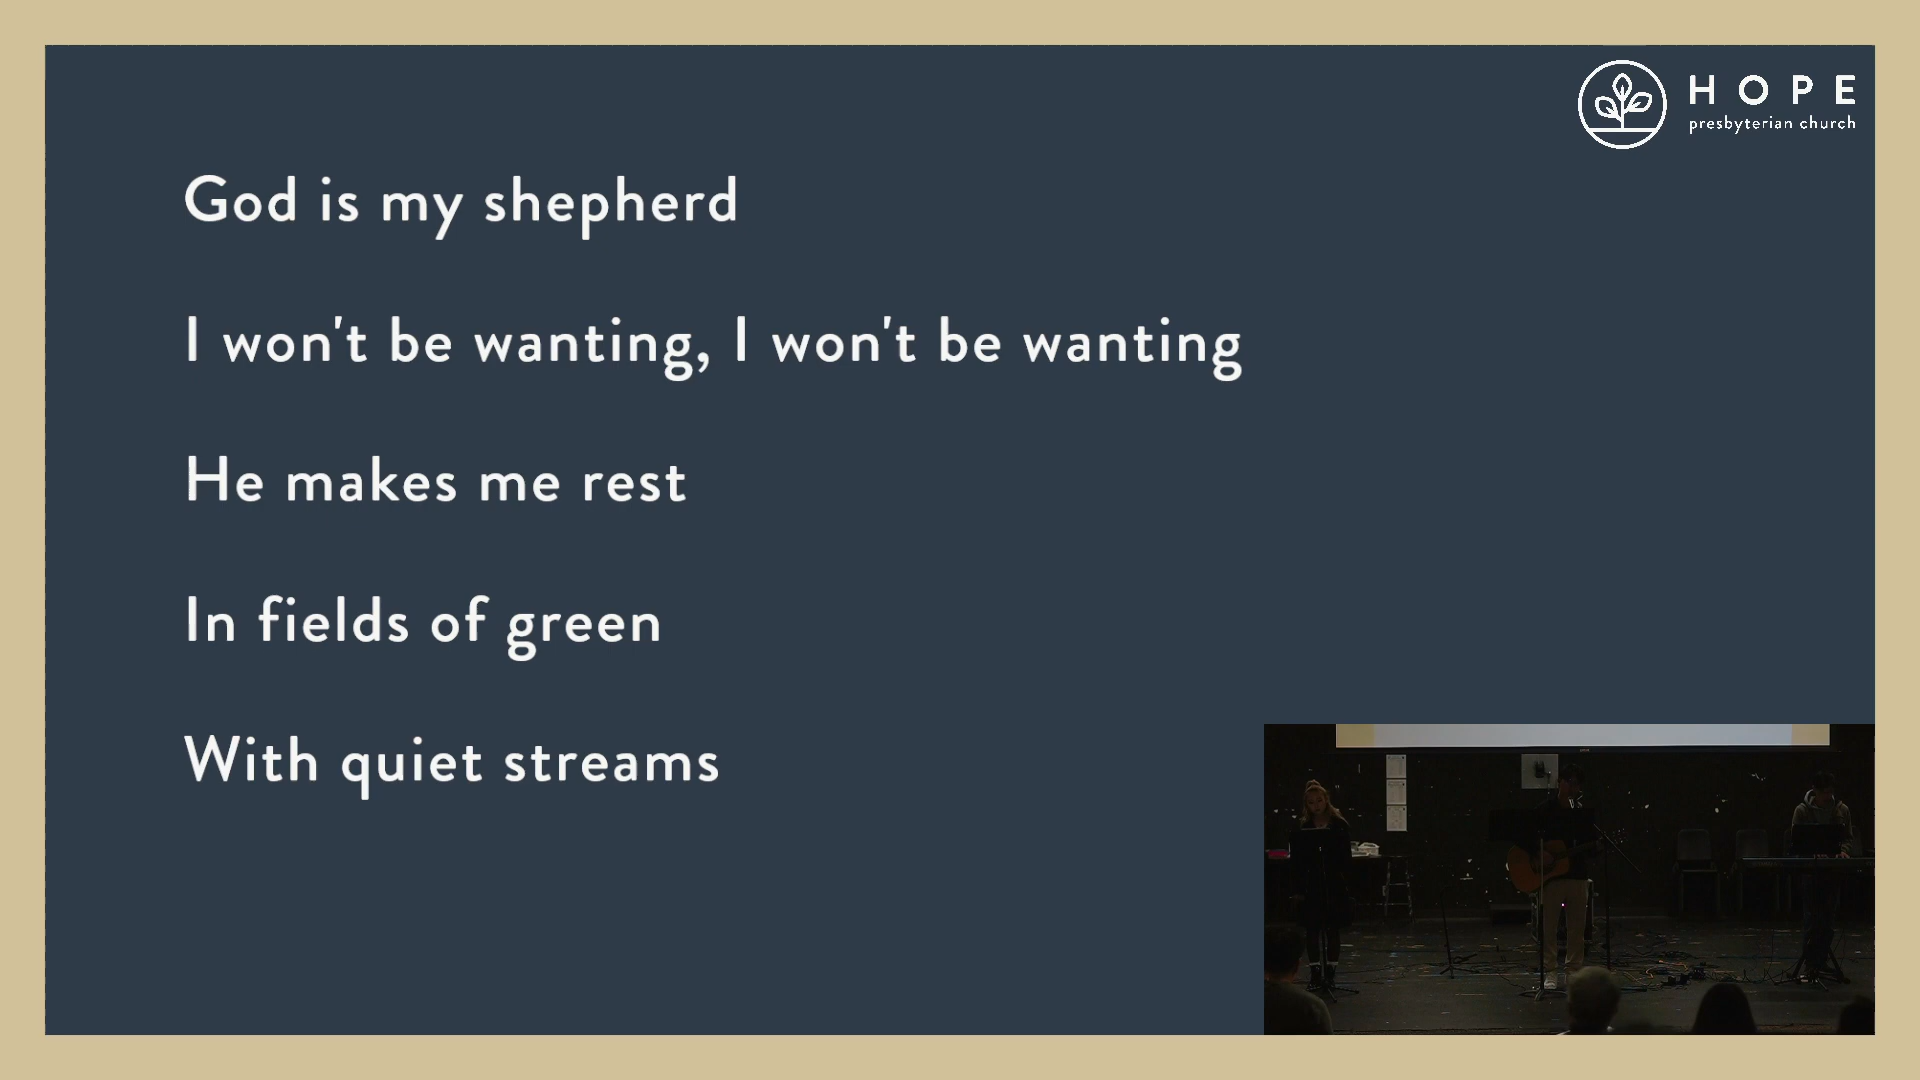 HOPE
presbyterian church
God is my shepherd
I won't be wanting, I won't be wanting
He makes me rest
In fields of green
With quiet streams